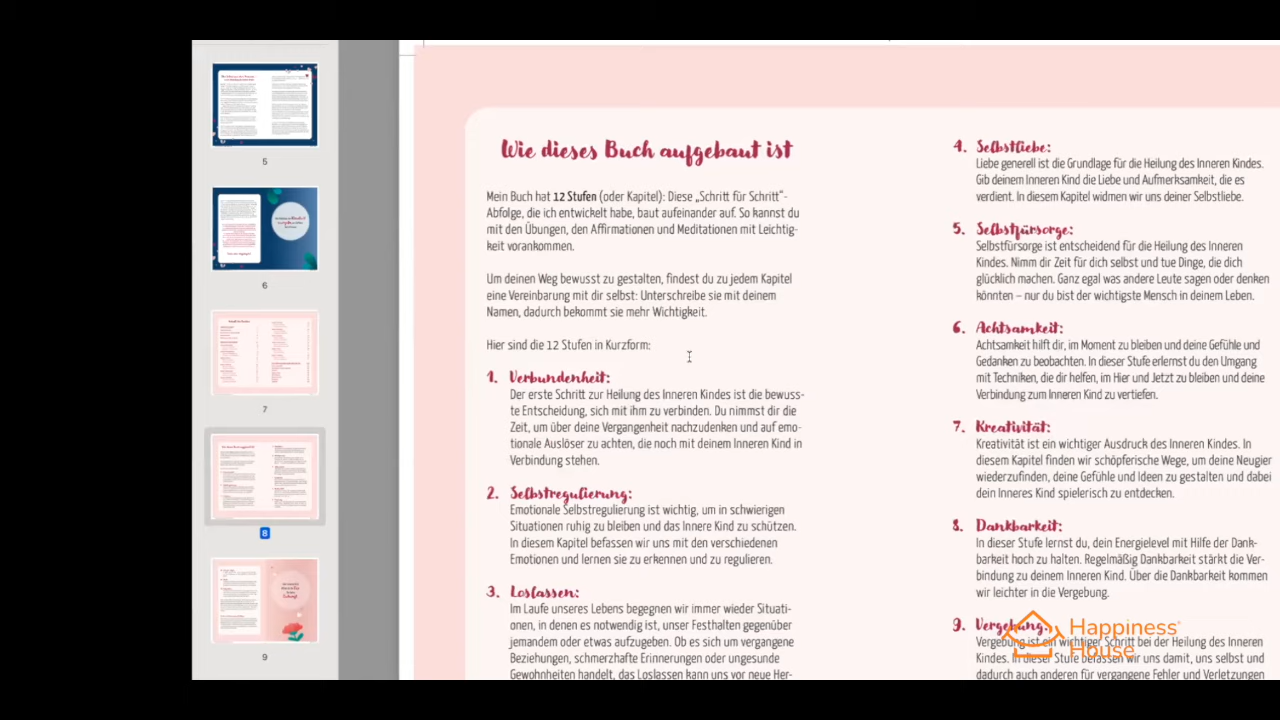 5
6
7
8
9
Wie dieses Buch aufgebaut ist
Mein Buch hat 12 Stufen (oder Kapitel): Diese „Schritt für Schritt"-
Abfolge, die ich entwickelt habe, baut aufeinander auf. So kannst du
mit den Übungen, den Affirmationen und Meditationen mit Leichtig-
keit vorankommen.
Um deinen Weg bewusst zu gestalten, findest du zu jedem Kapitel
eine Vereinbarung mit dir selbst: Unterschreibe sie mit deinem
Namen, dadurch bekommt sie mehr Wichtigkeit.
Hier sind die 12 Stufen in Kurzform:
1. Verbundenheit:
Der erste Schritt zur Heilung des Inneren Kindes ist die bewuss-
te Entscheidung, sich mit ihm zu verbinden. Du nimmst dir die
Zeit, um über deine Vergangenheit nachzudenken und auf emo-
tionale Auslöser zu achten, die noch mit deinem Inneren Kind in
Verbindung stehen.
2. Selbstregulierung:
Emotionale Selbstregulierung ist wichtig, um in schwierigen
Situationen ruhig zu bleiben und das Innere Kind zu schützen.
In diesem Kapitel befassen wir uns mit den verschiedenen
Emotionen und lernen sie zu erkennen und zu regulieren.
3. Loslassen:
Im Laufe unseres Lebens begegnen wir immer wieder Situati-
onen, in denen es notwendig ist, unser Festhalten gegenüber
jemandem oder etwas aufzugeben. Ob es sich um vergangene
Beziehungen, schmerzhafte Erinnerungen oder ungesunde
Gewohnheiten handelt, das Loslassen kann uns vor neue Her-
4. Selbstliebe:
Liebe generell ist die Grundlage für die Heilung des Inneren Kindes.
Gib deinem Inneren Kind die Liebe und Aufmerksamkeit, die es
verdient. In diesem Kapitel widmen wir uns deiner Selbstliebe.
5. Selbstfürsorge:
Selbstfürsorge ist entscheidend für die Heilung des Inneren
Kindes. Nimm dir Zeit für dich selbst und tue Dinge, die dich
glücklich machen. Ganz egal was andere Leute sagen oder denken
könnten – nur du bist der wichtigste Mensch in deinem Leben.
6. Achtsamkeit:
Achtsamkeit hilft dir, im Moment zu bleiben und deine Gefühle und
Gedanken zu beobachten. In dieser Stufe erlernst du den Umgang
mit Techniken, die dir helfen, im Hier und Jetzt zu bleiben und deine
Verbindung zum Inneren Kind zu vertiefen.
7. Kreativität:
Kreativität ist ein wichtiger Ausdruck des Inneren Kindes. In
diesem Kapitel finden wir schöpferische Wege, um deine Neugier
wiederzufinden, deine Gefühle und Ideen zu gestalten und dabei
dein Inneres Kind spielerisch zu entdecken.
8. Dankbarkeit:
In dieser Stufe lernst du, dein Energielevel mit Hilfe der Dank-
barkeit hoch zu halten. Regelmäßig Dankbarkeit stärkt die Ver-
bindung zu deinem Inneren Kind. Über die Dankbarkeit kommen
wir leichter in die Vergebung.
9. Vergebung:
Vergebung ist ein wichtiger Schritt bei der Heilung des Inneren
Kindes. In dieser Stufe befassen wir uns damit, uns selbst und
dadurch auch anderen für vergangene Fehler und Verletzungen
Happiness
House